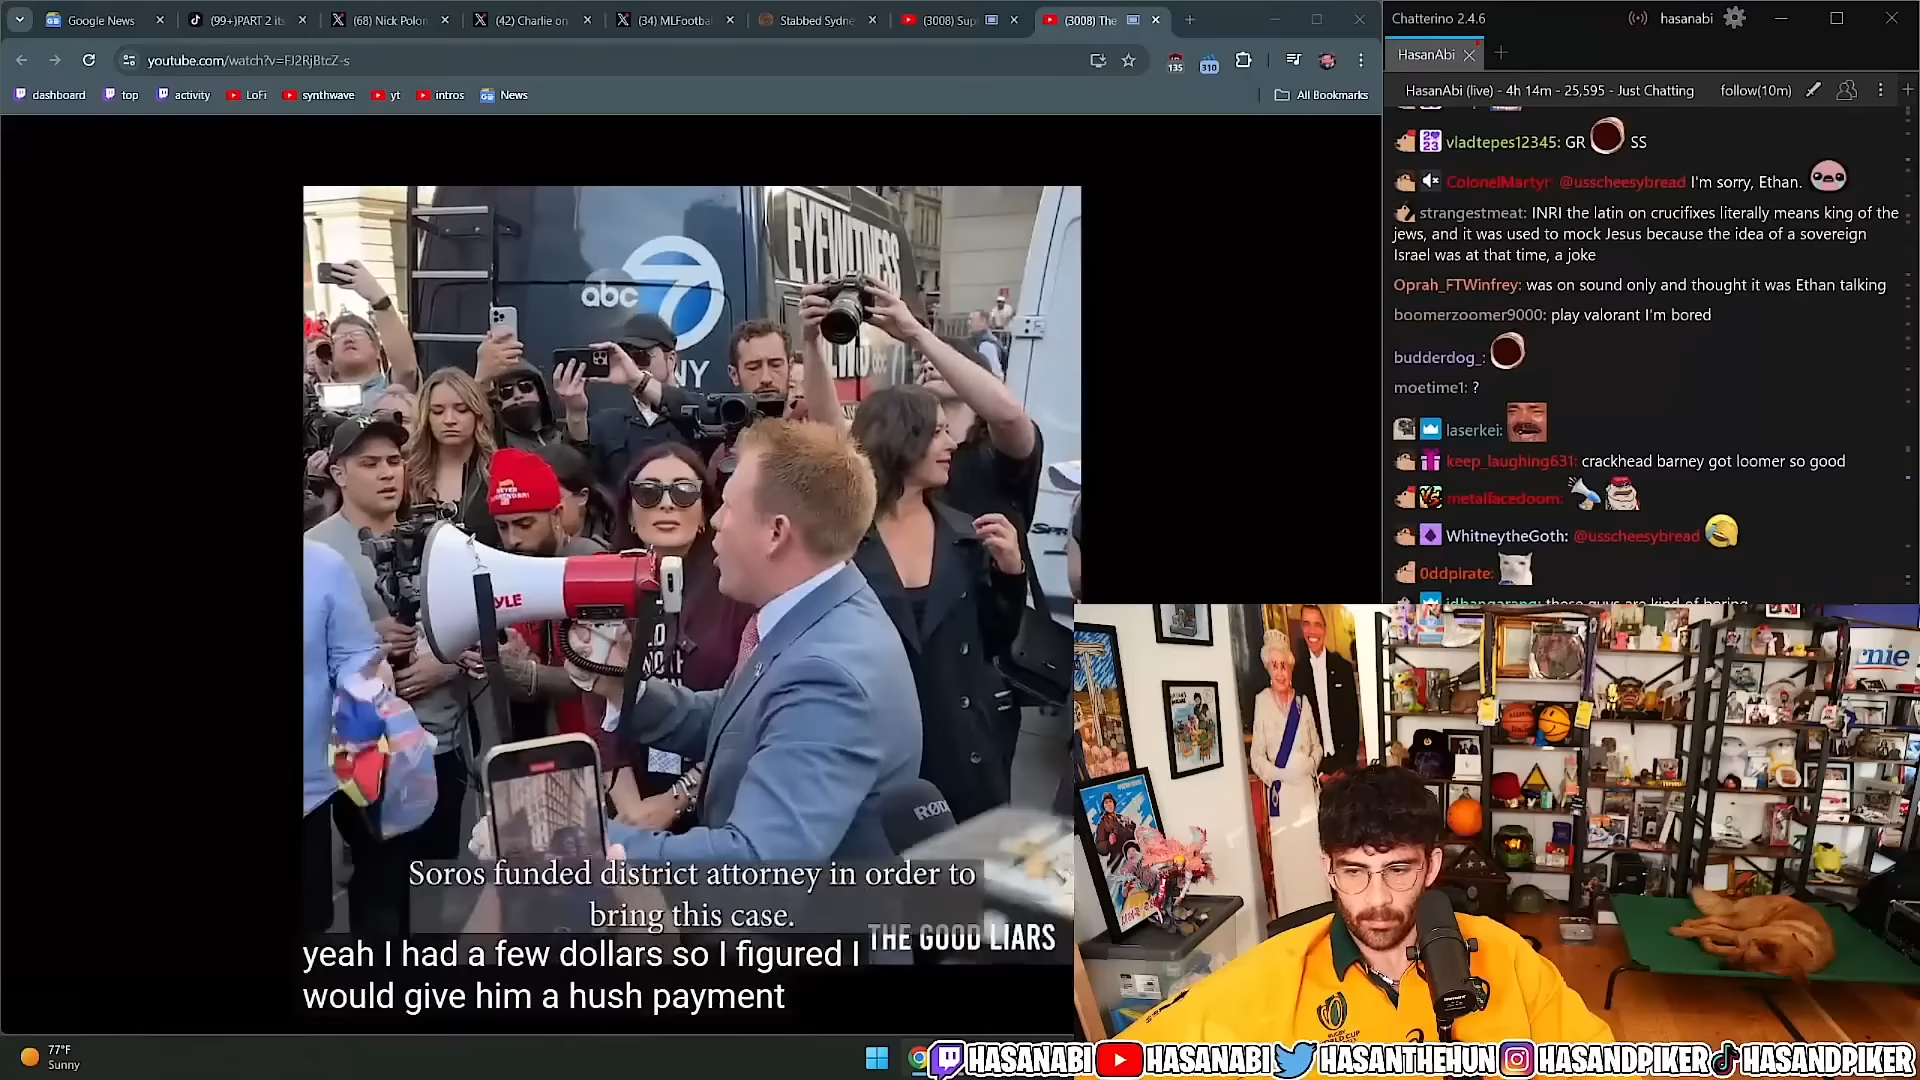 Google News
(99+)PART 2 its
(68) Nick Polon
(42) Charlie on
(34) MLFootbal
Stabbed Sydne
(3008) Sup
(3008) The
youtube.com/watch?v=FJ2RjBtcZ-s
135
310
dashboard
top
activity
LoFi
synthwave
yt
intros
News
All Bookmarks
abc
7
NY
EYEWITNESS
YLE
RØDE
Soros funded district attorney in order to
bring this case.
THE GOOD LIARS
yeah I had a few dollars so I figured I
would give him a hush payment
77°F
Sunny
Chatterino 2.4.6
hasanabi
HasanAbi
HasanAbi (live) - 4h 14m - 25,595 - Just Chatting
follow(10m)
vladtepes12345: GR SS
ColonelMartyr @usscheesybread I'm sorry, Ethan.
strangestmeat: INRI the latin on crucifixes literally means king of the
jews, and it was used to mock Jesus because the idea of a sovereign
Israel was at that time, a joke
Oprah_FTWinfrey: was on sound only and thought it was Ethan talking
boomerzoomer9000: play valorant I'm bored
budderdog_:
moetime1: ?
laserkei:
keep_laughing631: crackhead barney got loomer so good
metalfacedoom:
WhitneytheGoth: @usscheesybread
0ddpirate:
rnie
HASANABI HASANABI HASANTHEHUN HASANDPIKER HASANDPIKER